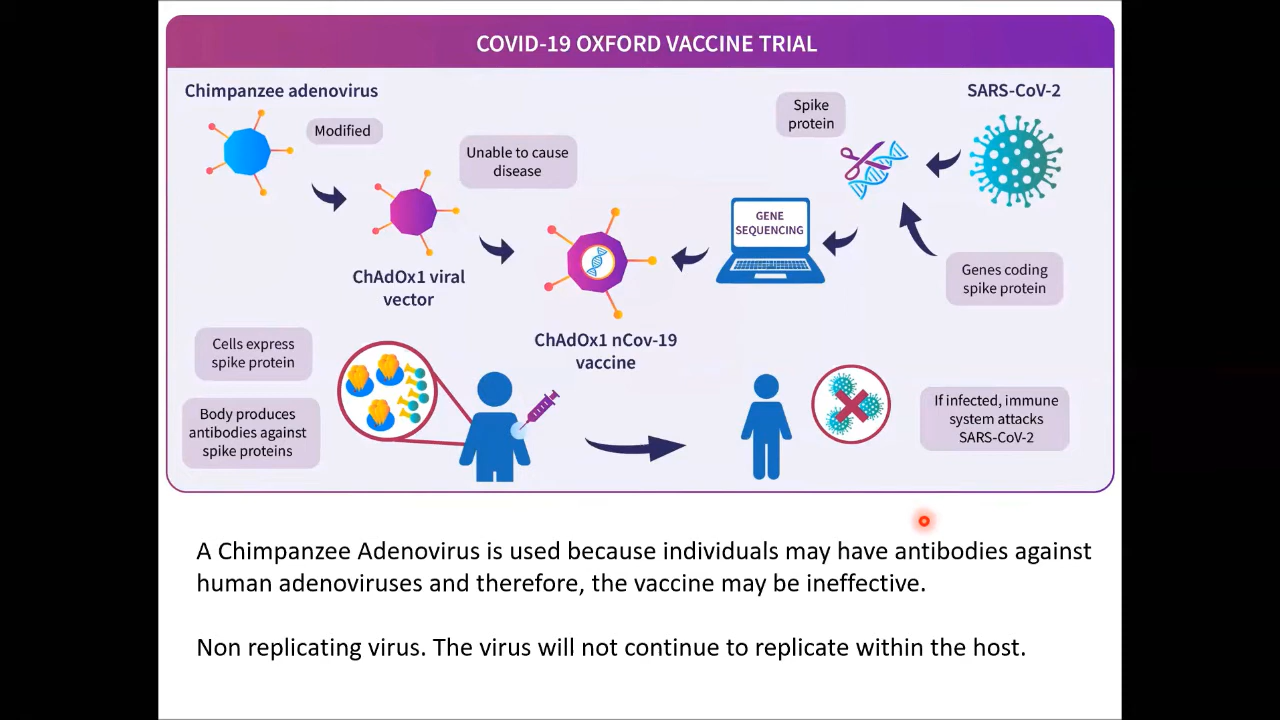 COVID-19 OXFORD VACCINE TRIAL
Chimpanzee adenovirus
Modified
Unable to cause
disease
Spike
protein
SARS-CoV-2
GENE
SEQUENCING
Genes coding
spike protein
ChAdOx1 viral
vector
ChAdOx1 nCov-19
vaccine
Cells express
spike protein
Body produces
antibodies against
spike proteins
If infected, immune
system attacks
SARS-CoV-2
A Chimpanzee Adenovirus is used because individuals may have antibodies against
human adenoviruses and therefore, the vaccine may be ineffective.
Non replicating virus. The virus will not continue to replicate within the host.